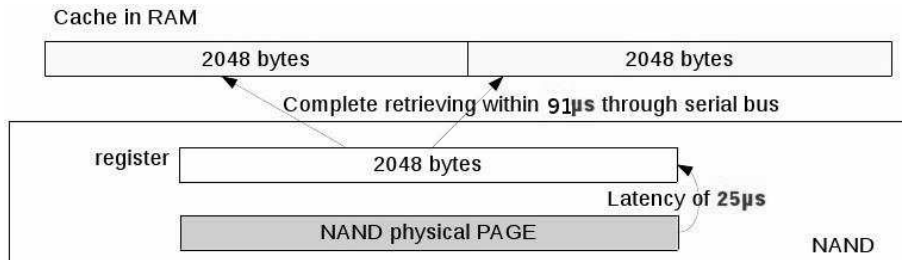 Cache in RAM
2048 bytes 2048 bytes
Complete retrieving within 91µs through serial bus
register 2048 bytes
Latency of 25µs
NAND physical PAGE
NAND